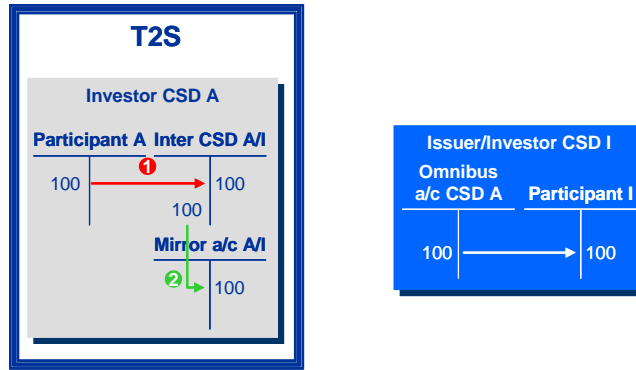 T2S
Investor CSD A
Participant A Inter CSD A/I
1
100 100
100
Mirror a/c A/I
2
100
Issuer/Investor CSD I
Omnibus
a/c CSD A Participant I
100 100